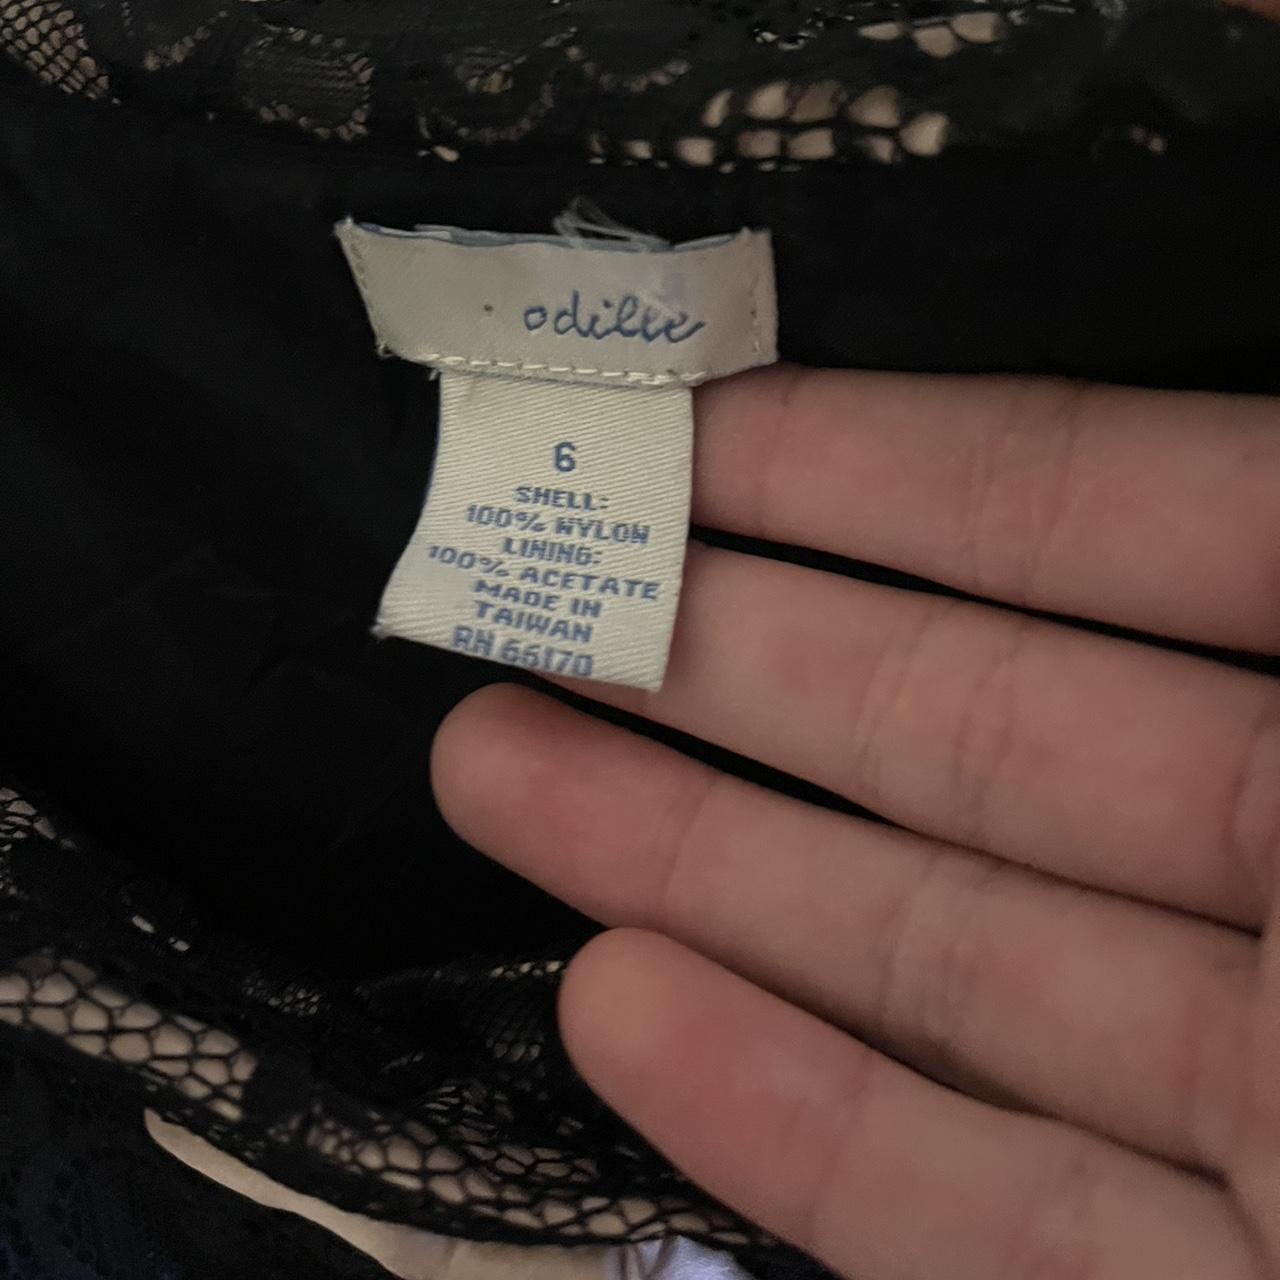 odille
6
SHELL:
100% NYLON
LINING:
100% ACETATE
MADE IN
TAIWAN
RN 66170